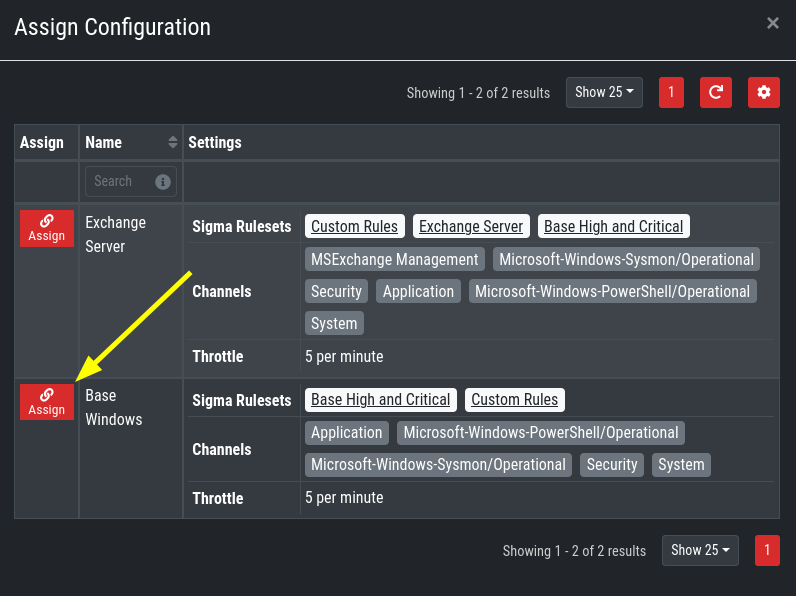 Assign Configuration ×
Showing 1 - 2 of 2 results Show 25 1
Assign Name Settings
Search
Assign Exchange Server
Sigma Rulesets Custom Rules Exchange Server Base High and Critical
Channels MSExchange Management Microsoft-Windows-Sysmon/Operational
Security Application Microsoft-Windows-PowerShell/Operational
System
Throttle 5 per minute
Assign Base Windows
Sigma Rulesets Base High and Critical Custom Rules
Channels Application Microsoft-Windows-PowerShell/Operational
Microsoft-Windows-Sysmon/Operational Security System
Throttle 5 per minute
Showing 1 - 2 of 2 results Show 25 1